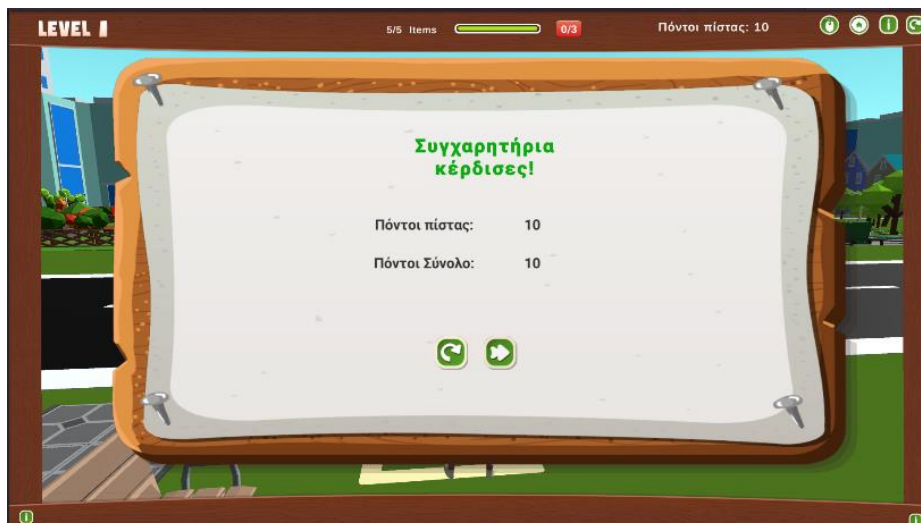 LEVEL 1
5/5 Items
0/3
Πόντοι πίστας: 10
Συγχαρητήρια
κέρδισες!
Πόντοι πίστας: 10
Πόντοι Σύνολο: 10